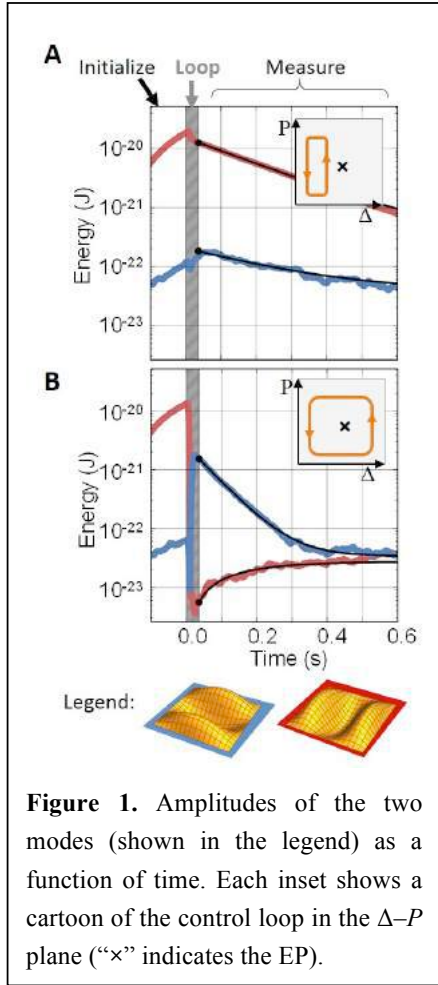 A
Initialize Loop Measure
Energy (J)
10-20
10-21
10-22
10-23
P
×
Δ
B
Energy (J)
10-20
10-21
10-22
10-23
P
×
Δ
0.0 0.2 0.4 0.6
Time (s)
Legend:
Figure 1. Amplitudes of the two
modes (shown in the legend) as a
function of time. Each inset shows a
cartoon of the control loop in the Δ–P
plane (“×” indicates the EP).